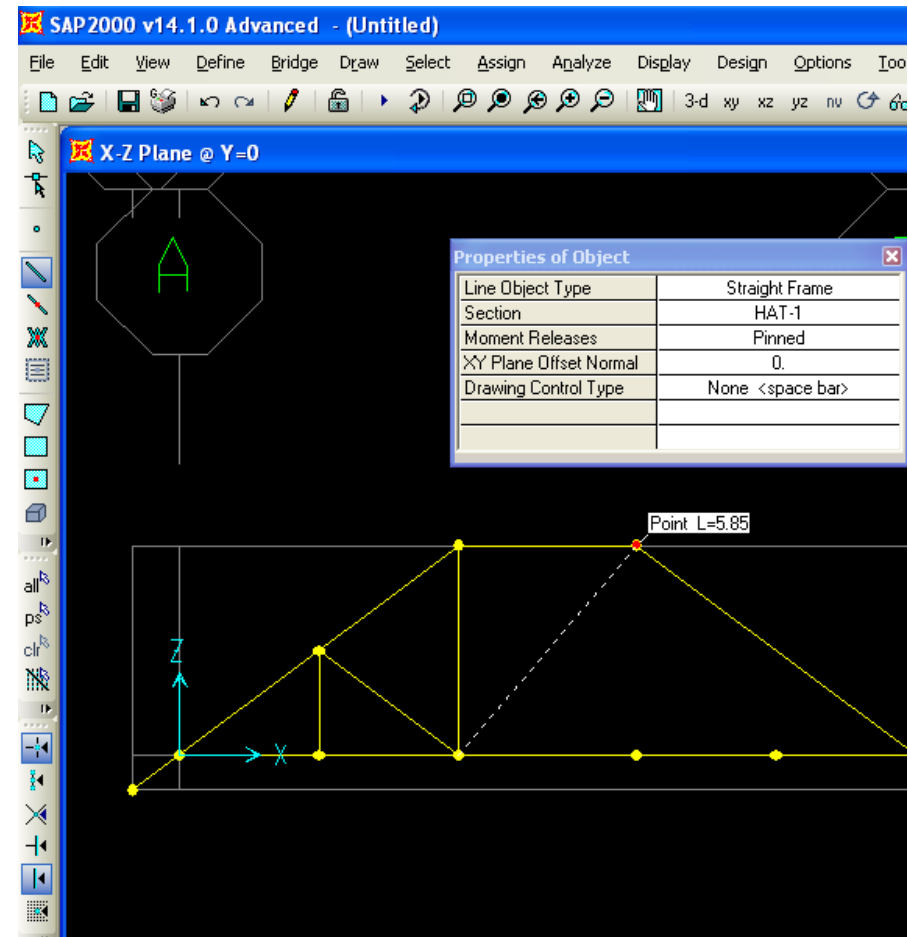 SAP2000 v14.1.0 Advanced - (Untitled)
File Edit View Define Bridge Draw Select Assign Analyze Display Design Options Too
3-d xy xz yz nv
X-Z Plane @ Y=0
A
Properties of Object
Line Object Type Straight Frame
Section HAT-1
Moment Releases Pinned
XY Plane Offset Normal 0.
Drawing Control Type None <space bar>
Point L=5.85
all
ps
clr
Z
X